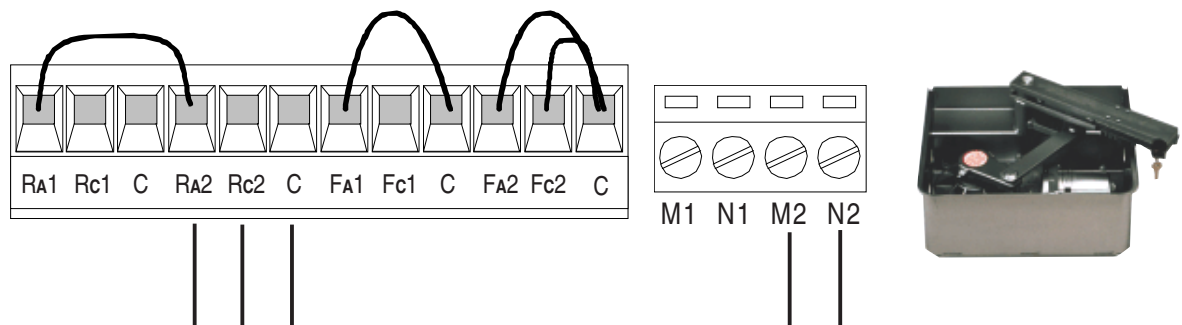 RA1 RC1 C RA2 RC2 C FA1 FC1 C FA2 FC2 C
M1 N1 M2 N2